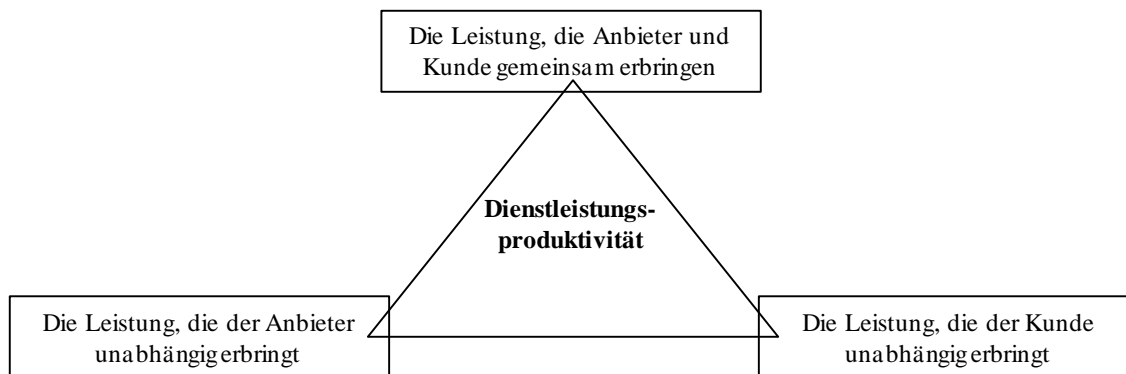 Die Leistung, die Anbieter und
Kunde gemeinsam erbringen
Dienstleistungs-
produktivität
Die Leistung, die der Anbieter
unabhängig erbringt
Die Leistung, die der Kunde
unabhängig erbringt